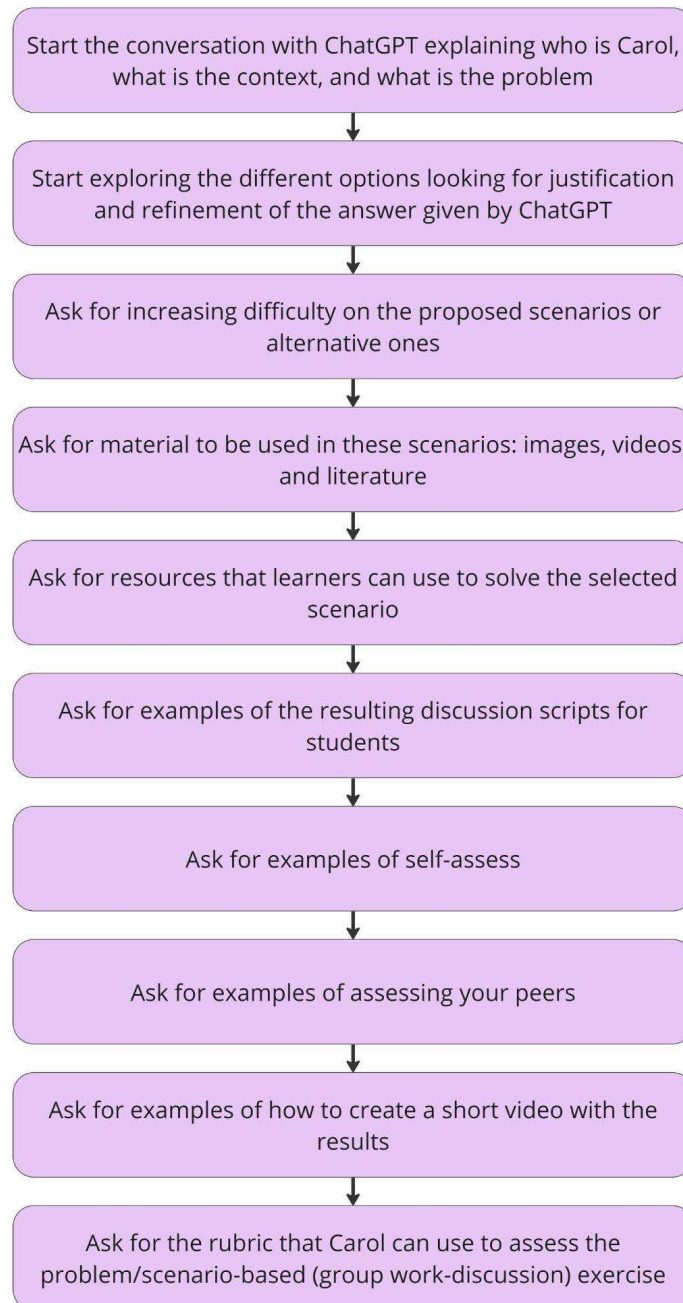 Start the conversation with ChatGPT explaining who is Carol,
what is the context, and what is the problem
Start exploring the different options looking for justification
and refinement of the answer given by ChatGPT
Ask for increasing difficulty on the proposed scenarios or
alternative ones
Ask for material to be used in these scenarios: images, videos
and literature
Ask for resources that learners can use to solve the selected
scenario
Ask for examples of the resulting discussion scripts for
students
Ask for examples of self-assess
Ask for examples of assessing your peers
Ask for examples of how to create a short video with the
results
Ask for the rubric that Carol can use to assess the
problem/scenario-based (group work-discussion) exercise